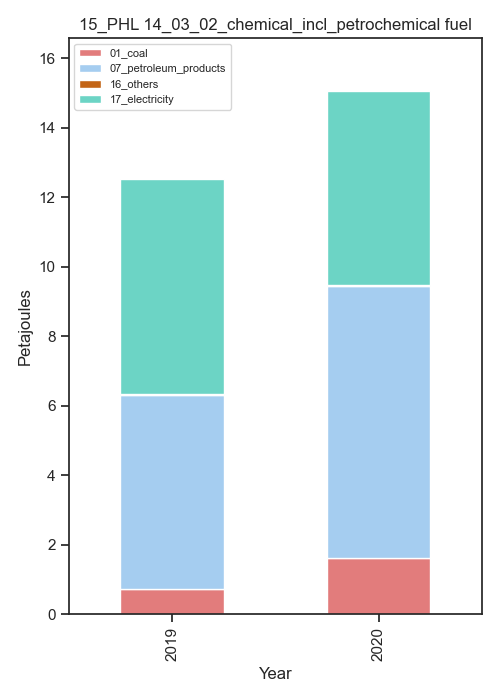 15_PHL 14_03_02_chemical_incl_petrochemical fuel
01_coal
07_petroleum_products
16_others
17_electricity
16
14
12
10
8
6
4
2
0
Petajoules
2019
2020
Year